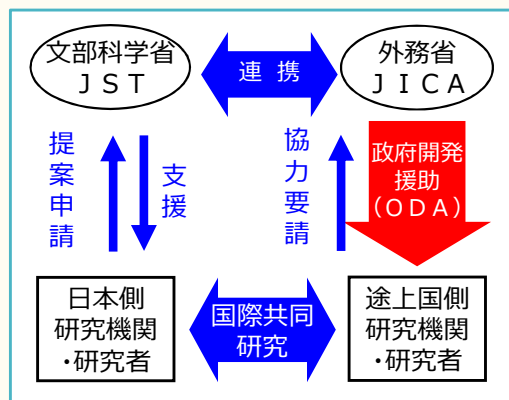 文部科学省
ＪＳＴ
連 携
外務省
ＪＩＣＡ
提案申請
支援
協力要請
政府開発
援助
（ＯＤＡ）
日本側
研究機関
・研究者
国際共同
研究
途上国側
研究機関
・研究者